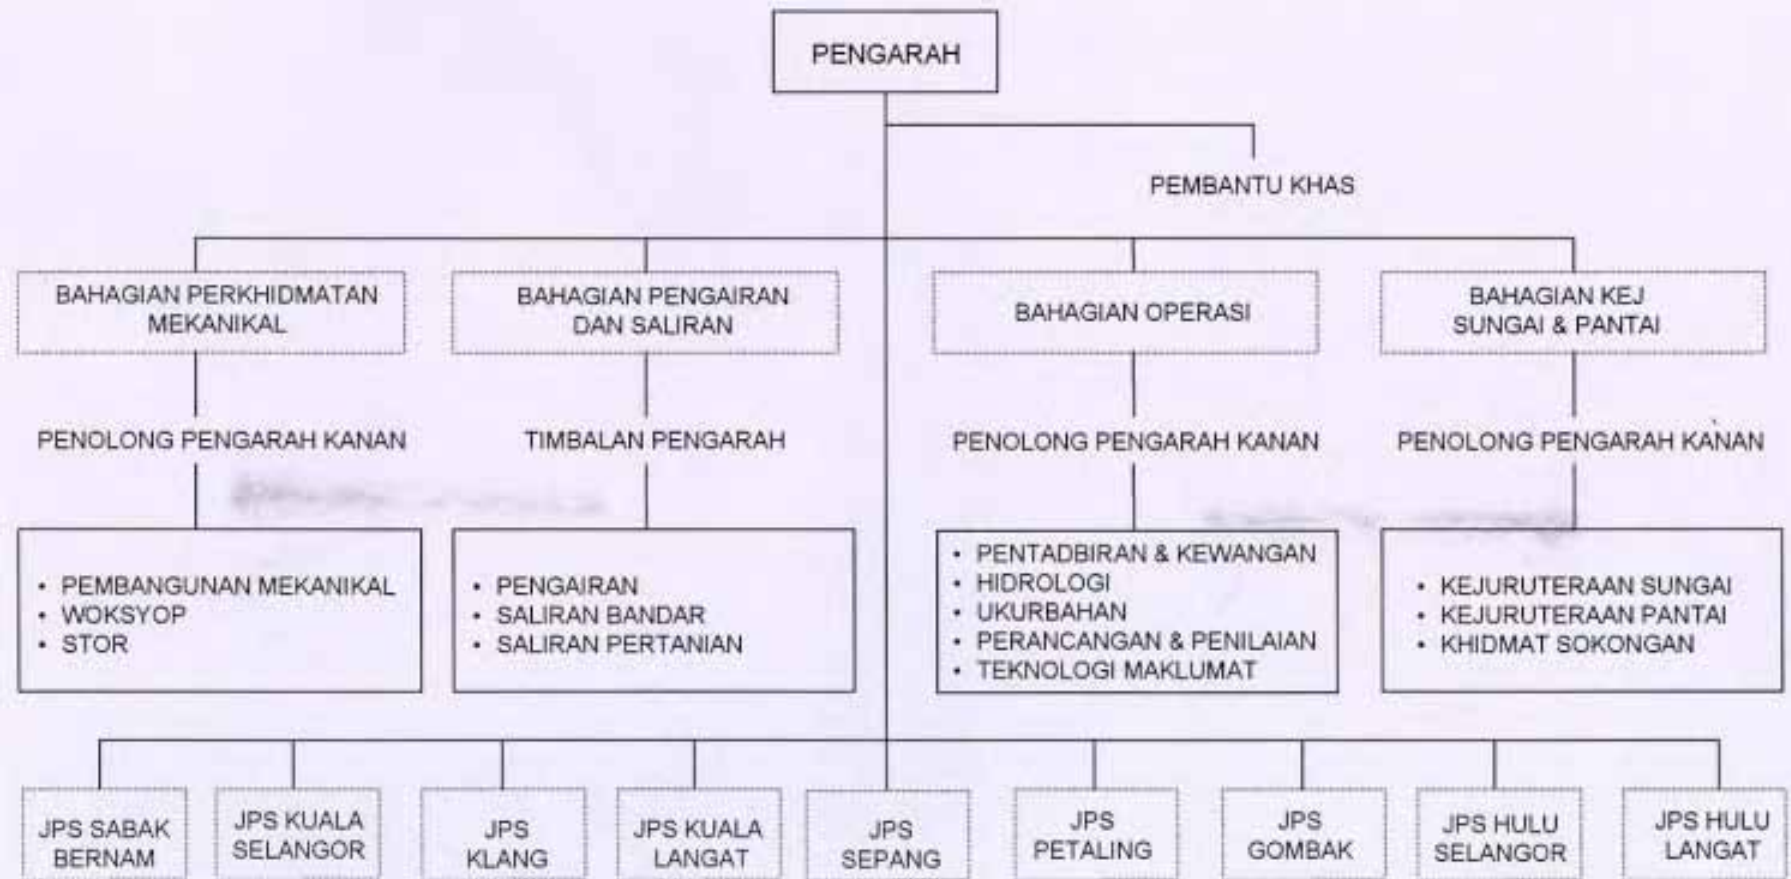 PENGARAH
PEMBANTU KHAS
BAHAGIAN PERKHIDMATAN
MEKANIKAL
BAHAGIAN PENGAIRAN
DAN SALIRAN
BAHAGIAN OPERASI
BAHAGIAN KEJ
SUNGAI & PANTAI
PENOLONG PENGARAH KANAN
TIMBALAN PENGARAH
PENOLONG PENGARAH KANAN
PENOLONG PENGARAH KANAN
• PEMBANGUNAN MEKANIKAL
• WOKSYOP
• STOR
• PENGAIRAN
• SALIRAN BANDAR
• SALIRAN PERTANIAN
• PENTADBIRAN & KEWANGAN
• HIDROLOGI
• UKURBAHAN
• PERANCANGAN & PENILAIAN
• TEKNOLOGI MAKLUMAT
• KEJURUTERAAN SUNGAI
• KEJURUTERAAN PANTAI
• KHIDMAT SOKONGAN
JPS SABAK
BERNAM
JPS KUALA
SELANGOR
JPS
KLANG
JPS KUALA
LANGAT
JPS
SEPANG
JPS
PETALING
JPS
GOMBAK
JPS HULU
SELANGOR
JPS HULU
LANGAT